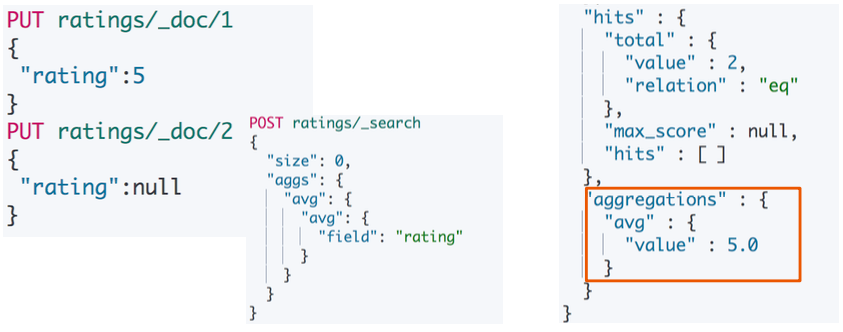 PUT ratings/_doc/1
{
 "rating":5
}
PUT ratings/_doc/2
{
 "rating":null
}
POST ratings/_search
{
  "size": 0,
  "aggs": {
    "avg": {
      "avg": {
        "field": "rating"
      }
    }
  }
}
"hits" : {
  "total" : {
    "value" : 2,
    "relation" : "eq"
  },
  "max_score" : null,
  "hits" : [ ]
},
"aggregations" : {
  "avg" : {
    "value" : 5.0
  }
}
}